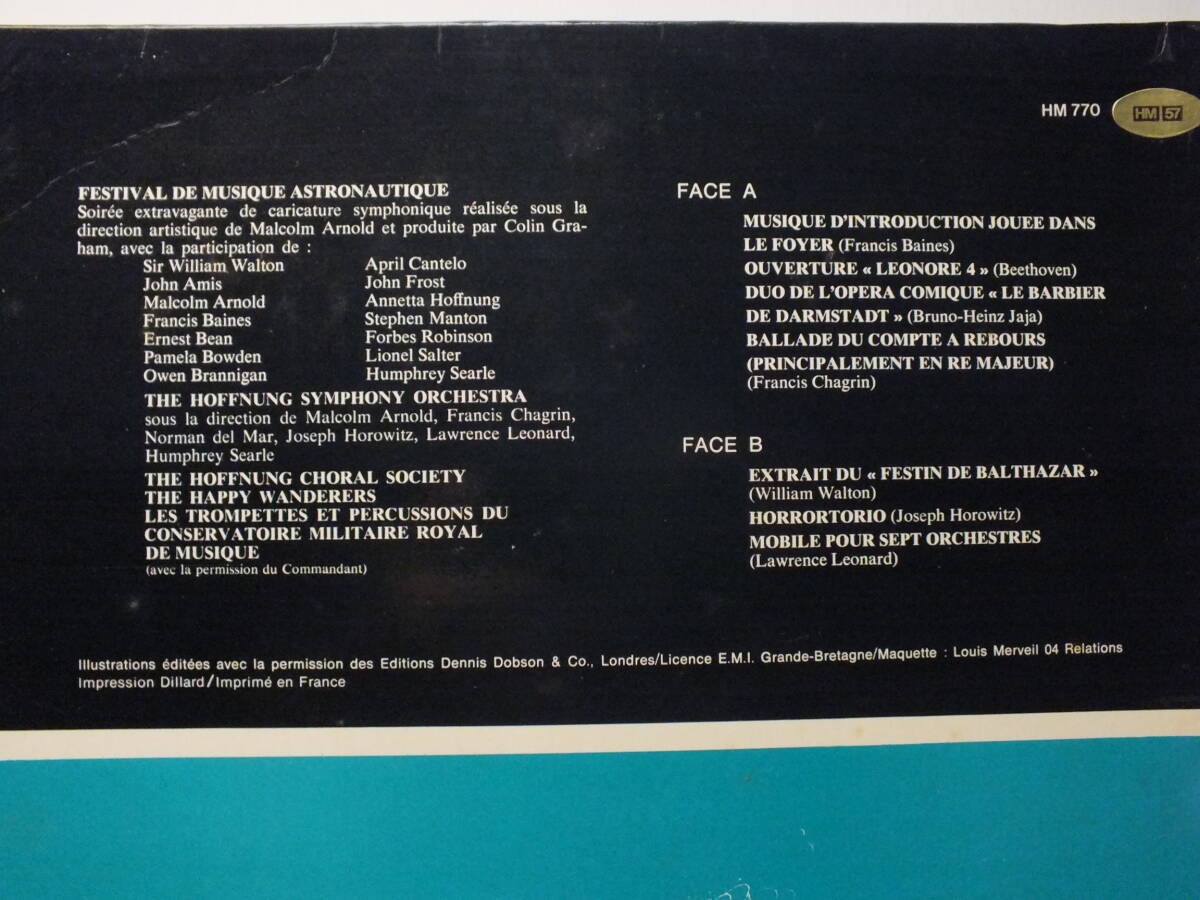 HM 770
HM 57
FESTIVAL DE MUSIQUE ASTRONAUTIQUE
Soirée extravagante de caricature symphonique réalisée sous la
direction artistique de Malcolm Arnold et produite par Colin Gra-
ham, avec la participation de :
Sir William Walton
John Amis
Malcolm Arnold
Francis Baines
Ernest Bean
Pamela Bowden
Owen Brannigan
April Cantelo
John Frost
Annetta Hoffnung
Stephen Manton
Forbes Robinson
Lionel Salter
Humphrey Searle
THE HOFFNUNG SYMPHONY ORCHESTRA
sous la direction de Malcolm Arnold, Francis Chagrin,
Norman del Mar, Joseph Horowitz, Lawrence Leonard,
Humphrey Searle
THE HOFFNUNG CHORAL SOCIETY
THE HAPPY WANDERERS
LES TROMPETTES ET PERCUSSIONS DU
CONSERVATOIRE MILITAIRE ROYAL
DE MUSIQUE
(avec la permission du Commandant)
FACE A
MUSIQUE D'INTRODUCTION JOUEE DANS
LE FOYER (Francis Baines)
OUVERTURE « LEONORE 4 » (Beethoven)
DUO DE L'OPERA COMIQUE « LE BARBIER
DE DARMSTADT » (Bruno-Heinz Jaja)
BALLADE DU COMPTE A REBOURS
(PRINCIPALEMENT EN RE MAJEUR)
(Francis Chagrin)
FACE B
EXTRAIT DU « FESTIN DE BALTHAZAR »
(William Walton)
HORRORTORIO (Joseph Horowitz)
MOBILE POUR SEPT ORCHESTRES
(Lawrence Leonard)
Illustrations éditées avec la permission des Editions Dennis Dobson & Co., Londres/Licence E.M.I. Grande-Bretagne/Maquette : Louis Merveil 04 Relations
Impression Dillard/Imprimé en France